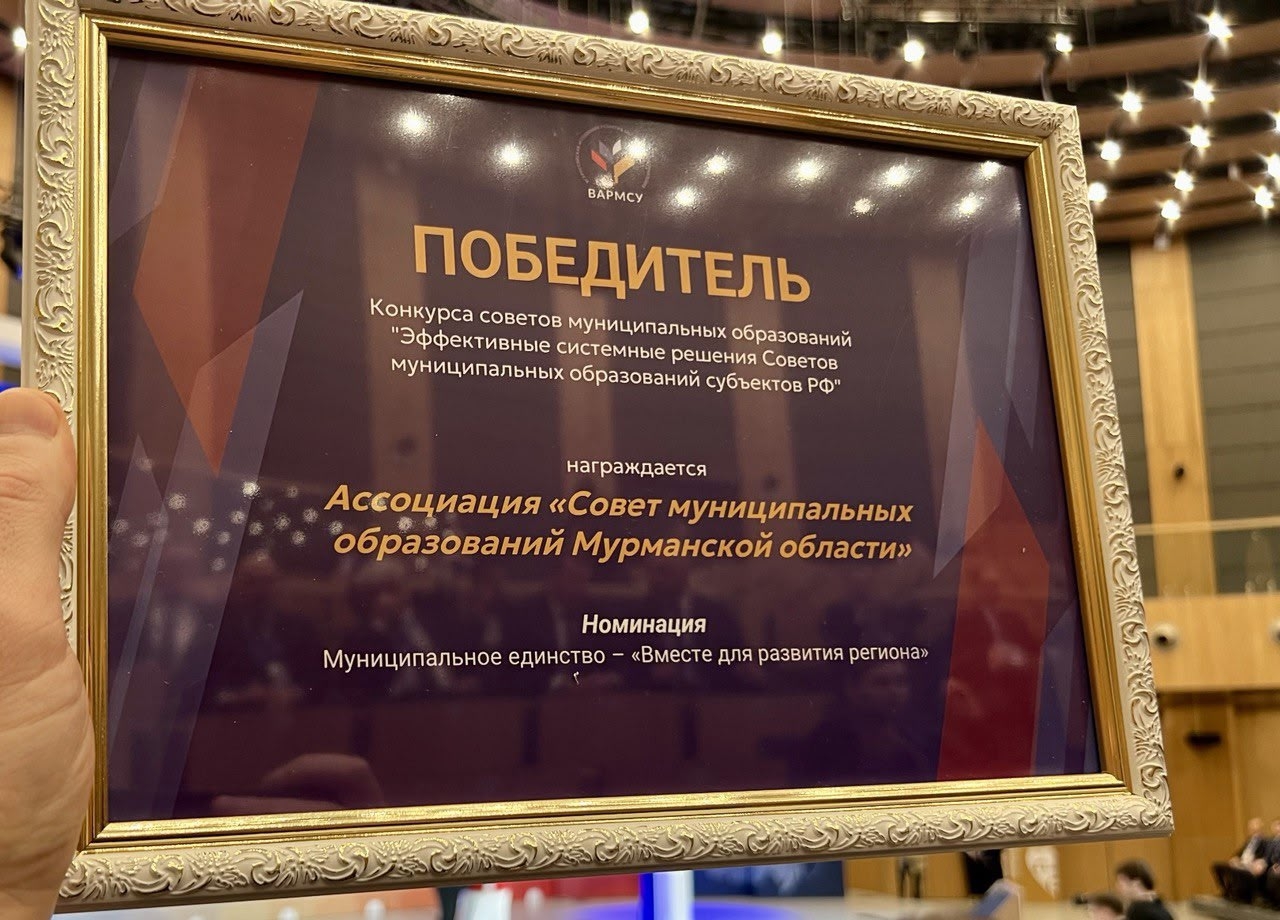 ВАРМСУ
ПОБЕДИТЕЛЬ
Конкурса советов муниципальных образований
"Эффективные системные решения Советов
муниципальных образований субъектов РФ"
награждается
Ассоциация «Совет муниципальных
образований Мурманской области»
Номинация
Муниципальное единство – «Вместе для развития региона»